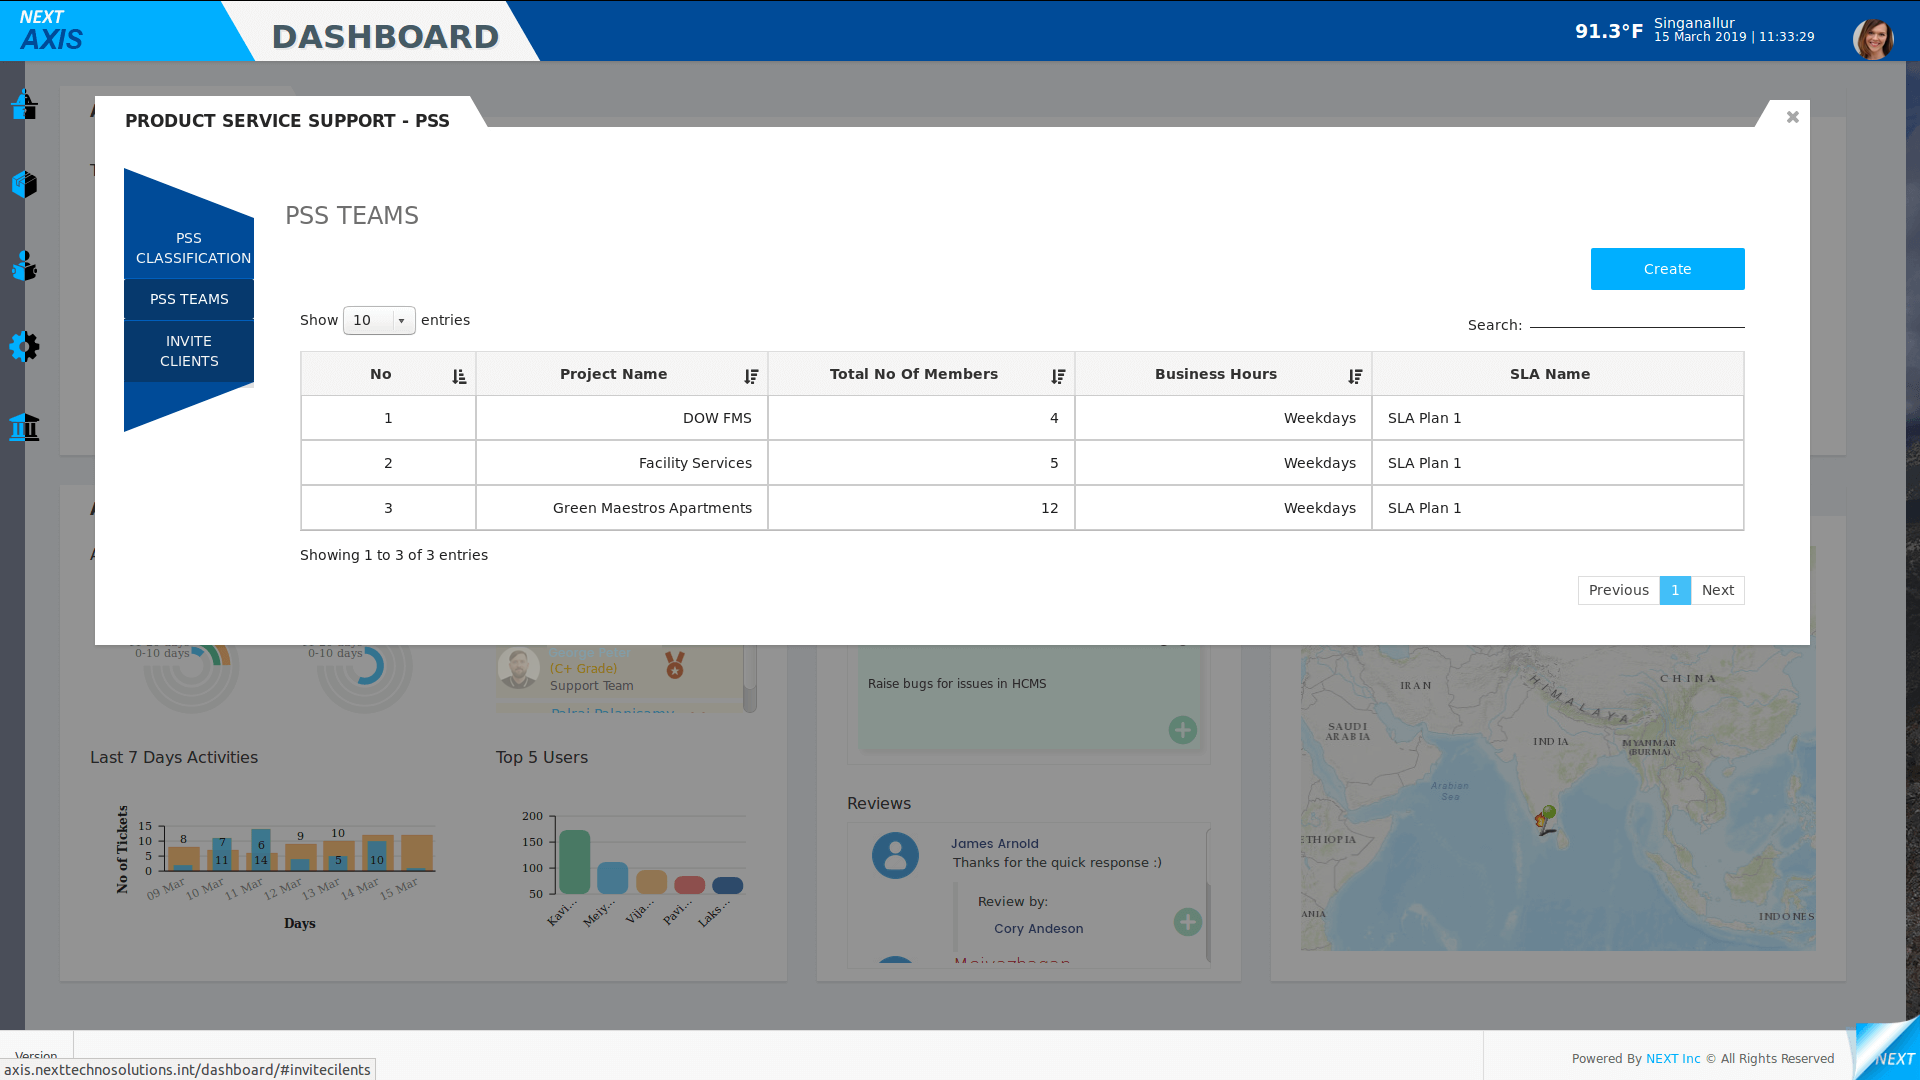 NEXT
AXIS
DASHBOARD
91.3°F
Singanallur
15 March 2019 | 11:33:29
PRODUCT SERVICE SUPPORT - PSS
PSS
CLASSIFICATION
PSS TEAMS
INVITE
CLIENTS
PSS TEAMS
Create
Show 10 entries
Search:
No Project Name Total No Of Members Business Hours SLA Name
1 DOW FMS 4 Weekdays SLA Plan 1
2 Facility Services 5 Weekdays SLA Plan 1
3 Green Maestros Apartments 12 Weekdays SLA Plan 1
Showing 1 to 3 of 3 entries
Previous 1 Next
0-10 days
0-10 days
(C+ Grade)
Support Team
Palraj Palanisamy
Raise bugs for issues in HCMS
Last 7 Days Activities
No of Tickets
15
10
5
0
8
7
11
6
14
9
10
5
10
09 Mar
10 Mar
11 Mar
12 Mar
13 Mar
14 Mar
15 Mar
Days
Top 5 Users
200
150
100
50
Kavi...
Meiy...
Vija...
Pavi...
Laks...
Reviews
James Arnold
Thanks for the quick response :)
Review by:
Cory Andeson
Meiyazhagan
IRAN
CHINA
HIMALAYA
SAUDI
ARABIA
INDIA
MYANMAR
(BURMA)
Arabian
Sea
ETHIOPIA
ANIA
INDONES
Version
axis.nexttechnosolutions.int/dashboard/#invitecilents
Powered By NEXT Inc © All Rights Reserved
NEXT